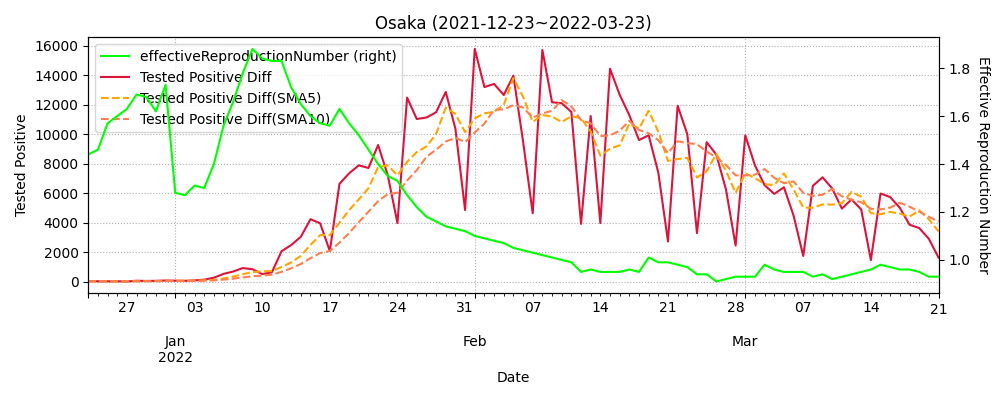 Osaka (2021-12-23~2022-03-23)
effectiveReproductionNumber (right)
Tested Positive Diff
Tested Positive Diff(SMA5)
Tested Positive Diff(SMA10)
Tested Positive
16000
14000
12000
10000
8000
6000
4000
2000
0
1.8
1.6
1.4
1.2
1.0
Effective Reproduction Number
27 03 10 17 24 31 07 14 21 28 07 14 21
Jan Feb Mar
2022
Date